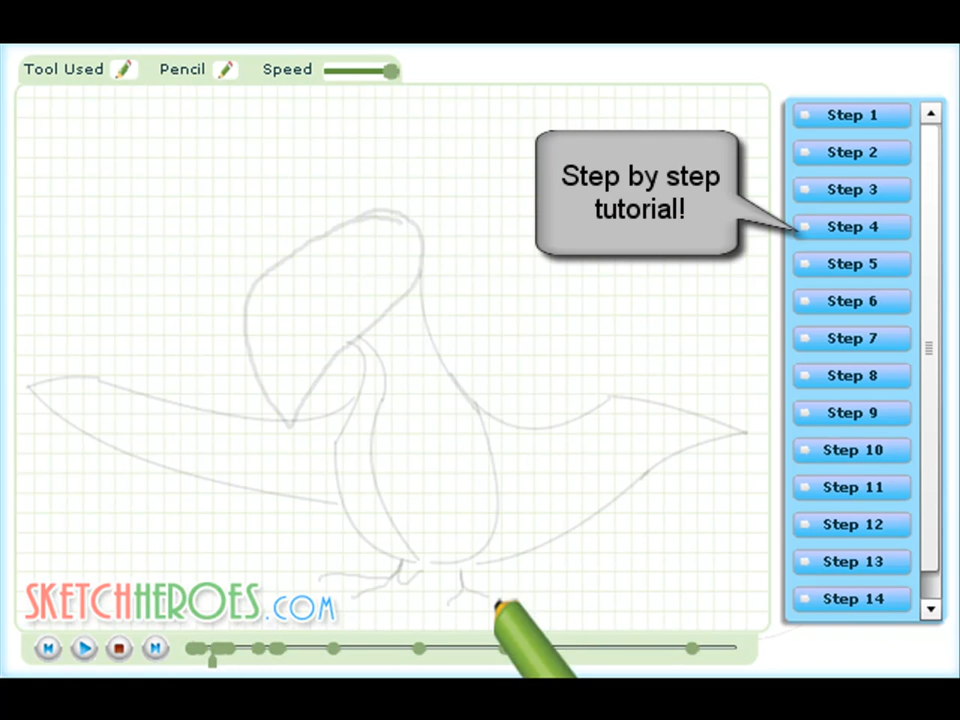 Tool Used
Pencil
Speed
Step by step
tutorial!
Step 1
Step 2
Step 3
Step 4
Step 5
Step 6
Step 7
Step 8
Step 9
Step 10
Step 11
Step 12
Step 13
Step 14
SKETCHHEROES.COM